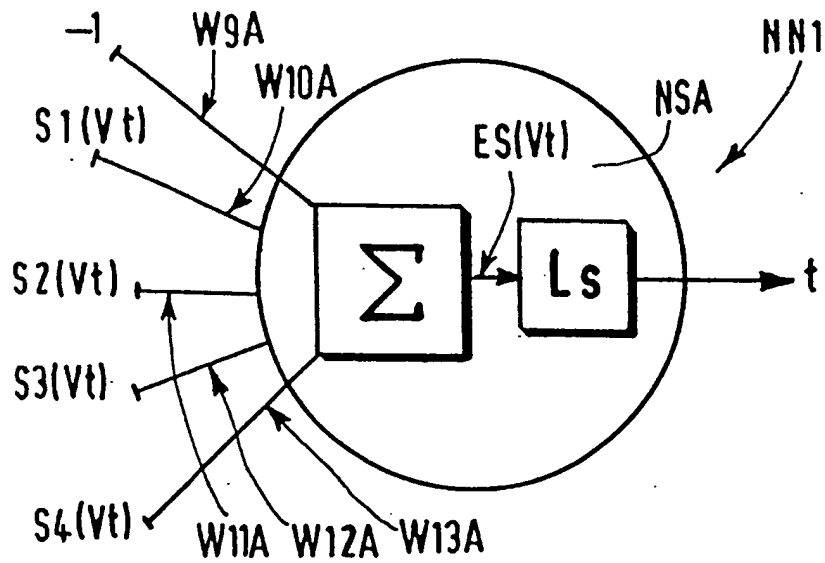 –1
W9A
NN1
W10A
NSA
S1(Vt)
ES(Vt)
Σ
Ls
t
S2(Vt)
S3(Vt)
S4(Vt)
W11A
W12A
W13A